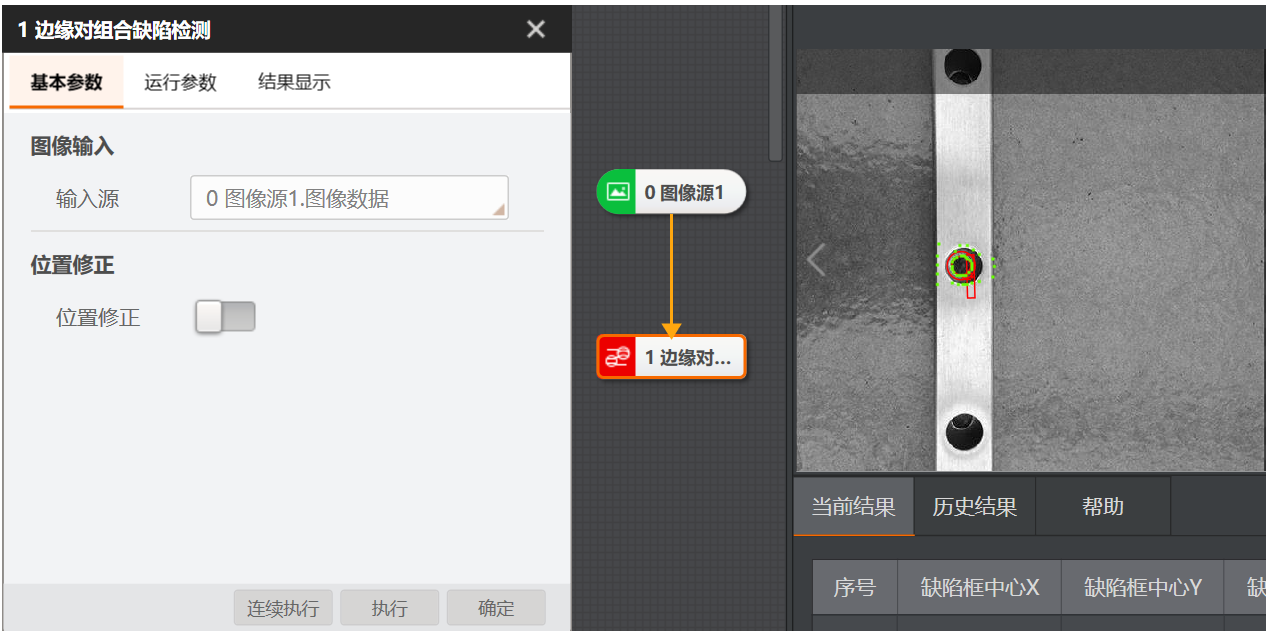 1 边缘对组合缺陷检测
基本参数 运行参数 结果显示
图像输入
输入源 0 图像源1.图像数据
位置修正
位置修正
连续执行 执行 确定
0 图像源1
1 边缘对...
当前结果 历史结果 帮助
序号 缺陷框中心X 缺陷框中心Y 缺